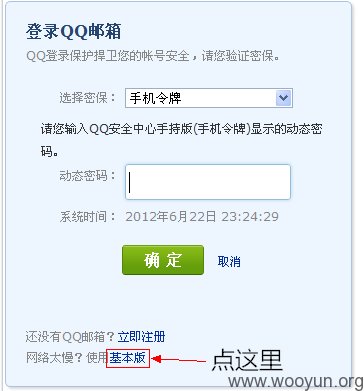 登录QQ邮箱
QQ登录保护捍卫您的帐号安全，请您验证密保。
选择密保： 手机令牌
请您输入QQ安全中心手持版(手机令牌)显示的动态密
码。
动态密码：
系统时间： 2012年6月22日 23:24:29
确 定 取消
还没有QQ邮箱？立即注册
网络太慢？使用基本版 点这里
www.wooyun.org